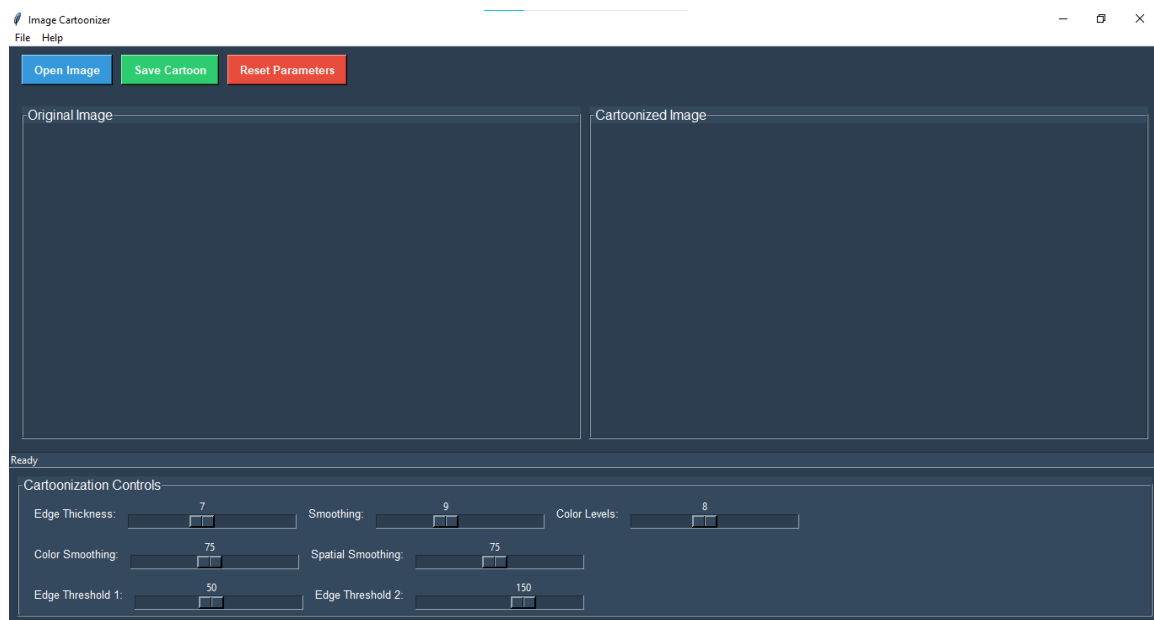 Image Cartoonizer
File Help
Open Image Save Cartoon Reset Parameters
Original Image Cartoonized Image
Ready
Cartoonization Controls
Edge Thickness: 7 Smoothing: 9 Color Levels: 8
Color Smoothing: 75 Spatial Smoothing: 75
Edge Threshold 1: 50 Edge Threshold 2: 150